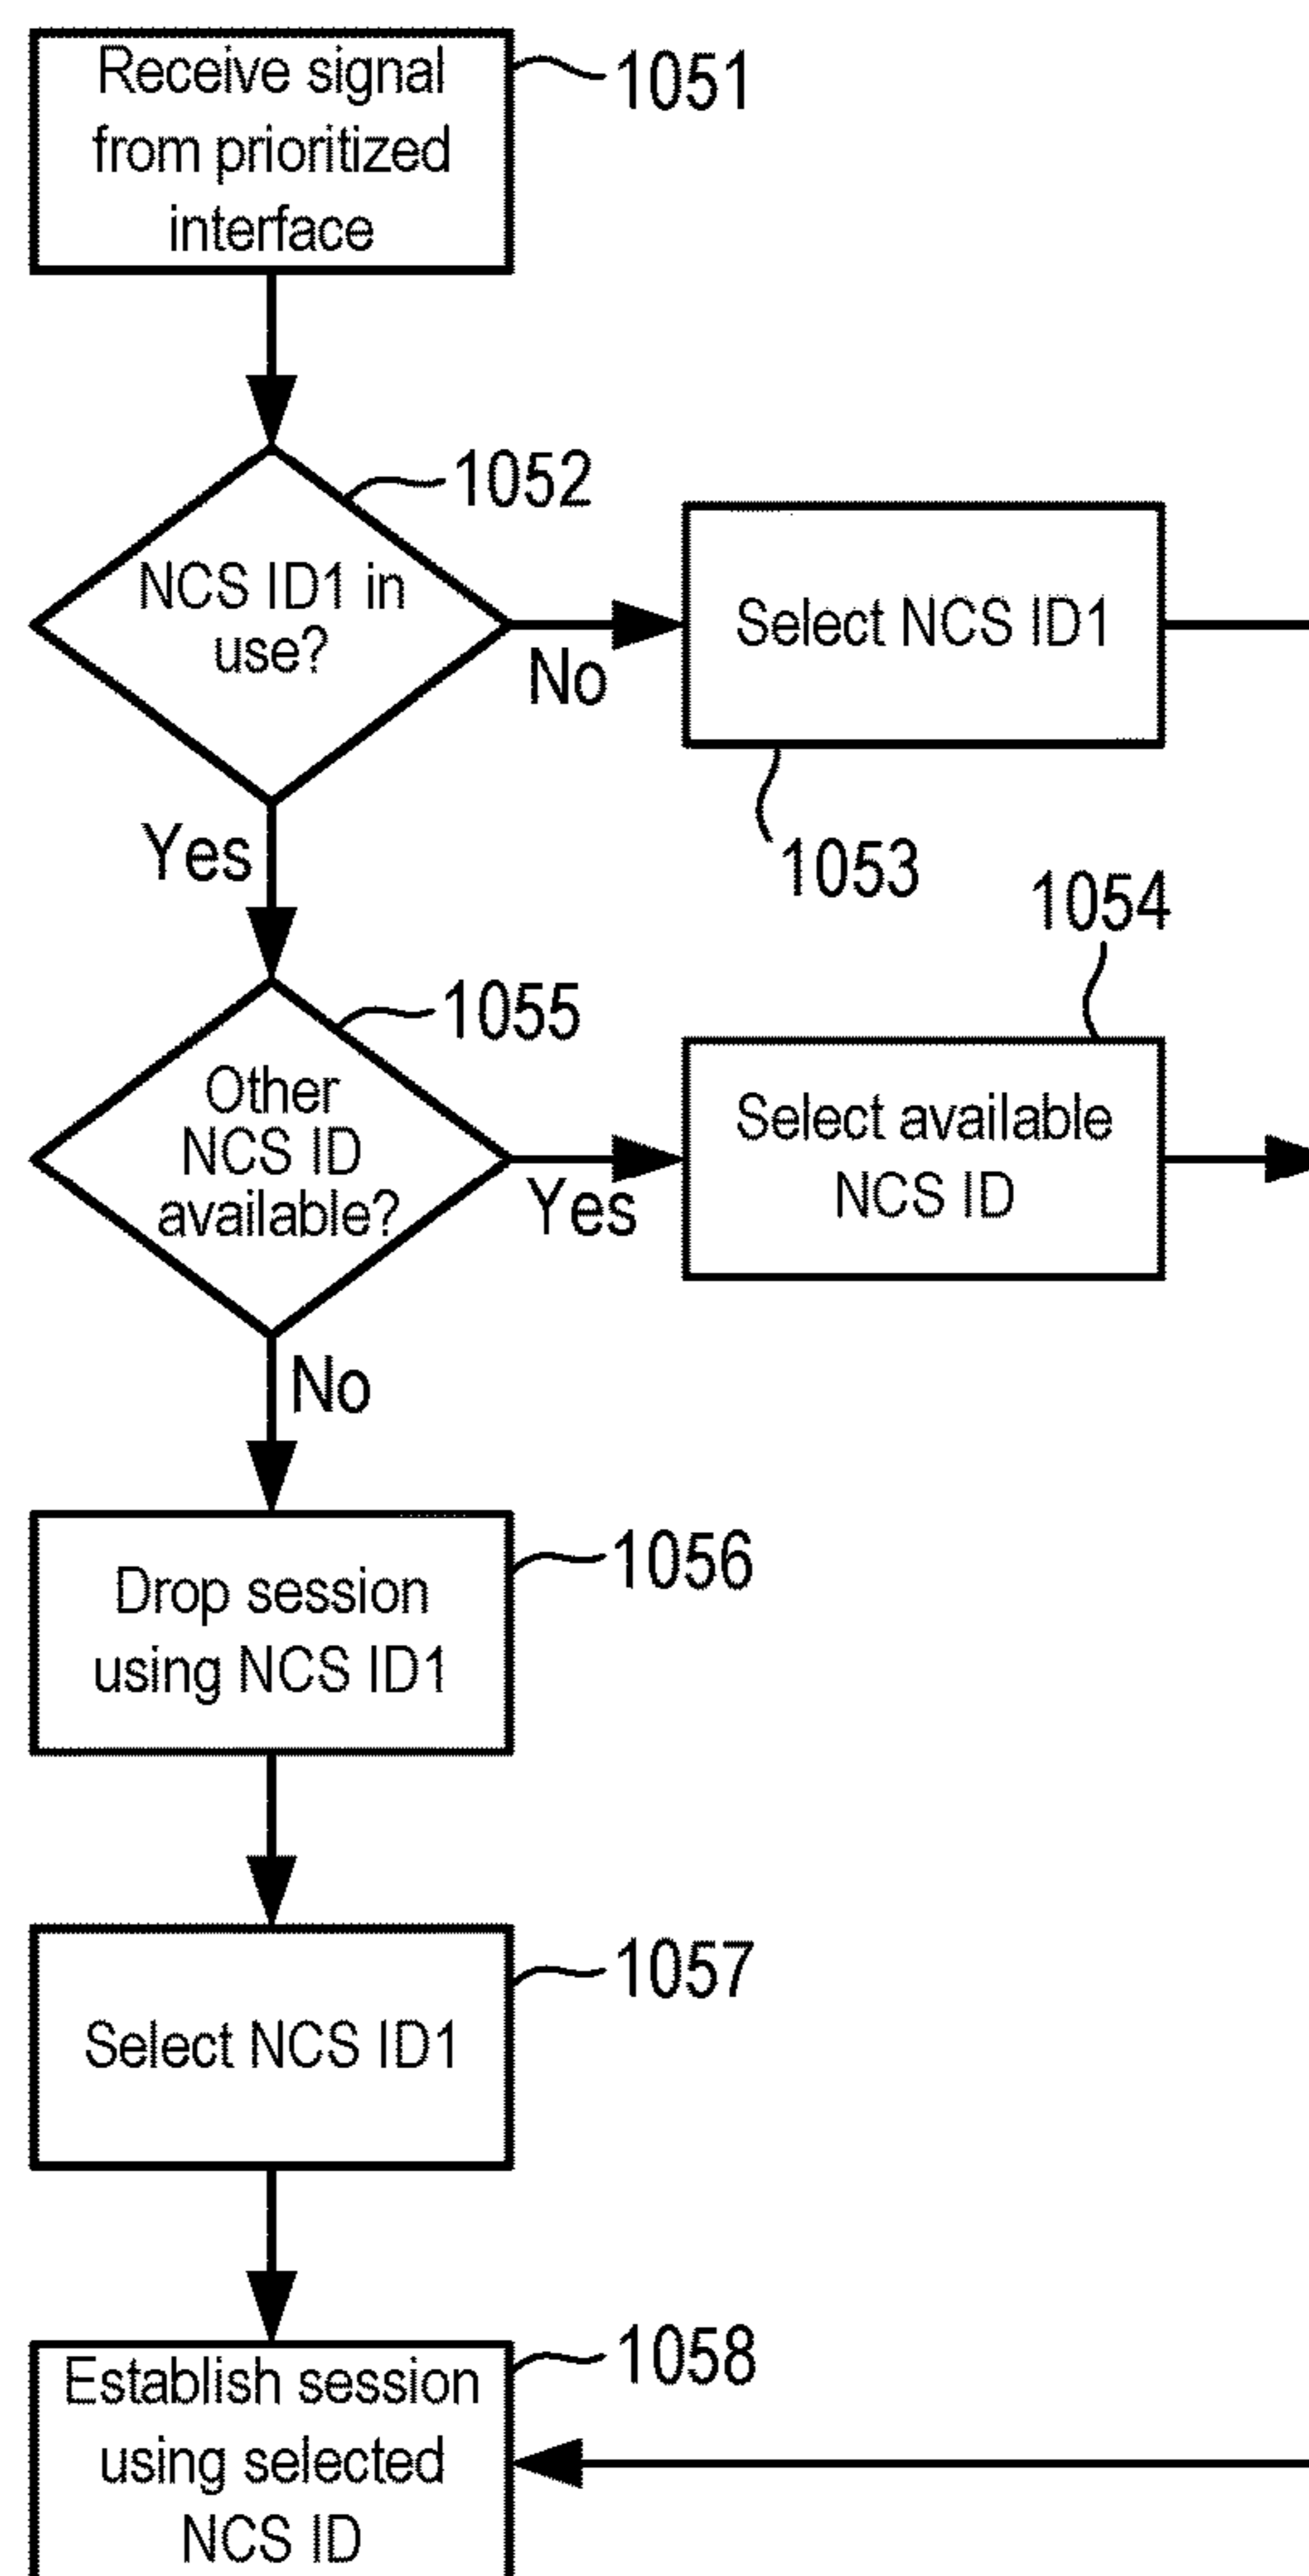 Receive signal
from prioritized
interface
1051
1052
NCS ID1 in
use?
No
Select NCS ID1
1053
Yes
1054
1055
Other
NCS ID
available?
Yes
Select available
NCS ID
No
1056
Drop session
using NCS ID1
1057
Select NCS ID1
1058
Establish session
using selected
NCS ID